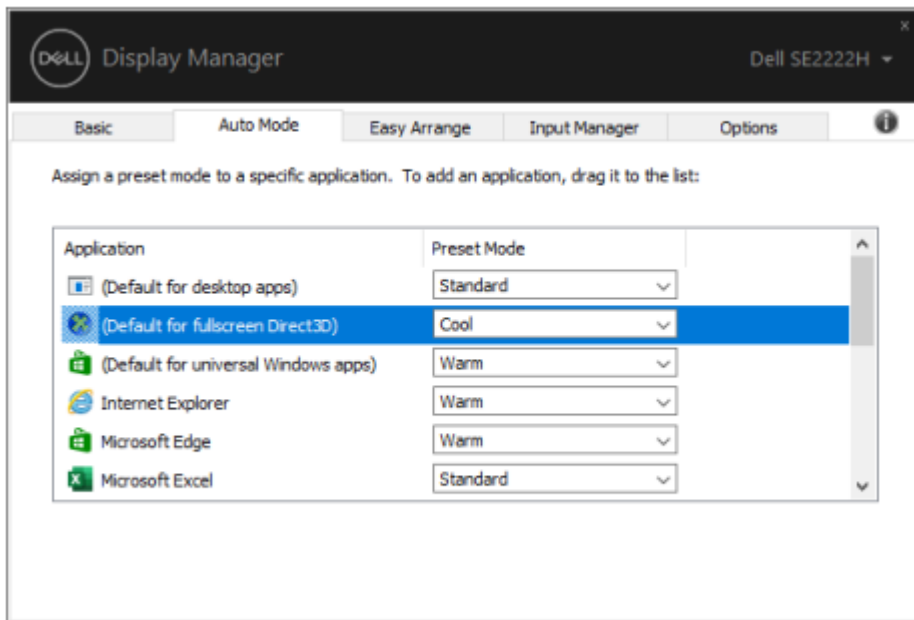 DELL Display Manager
Dell SE2222H
Basic Auto Mode Easy Arrange Input Manager Options
Assign a preset mode to a specific application. To add an application, drag it to the list:
Application Preset Mode
(Default for desktop apps) Standard
(Default for fullscreen Direct3D) Cool
(Default for universal Windows apps) Warm
Internet Explorer Warm
Microsoft Edge Warm
Microsoft Excel Standard